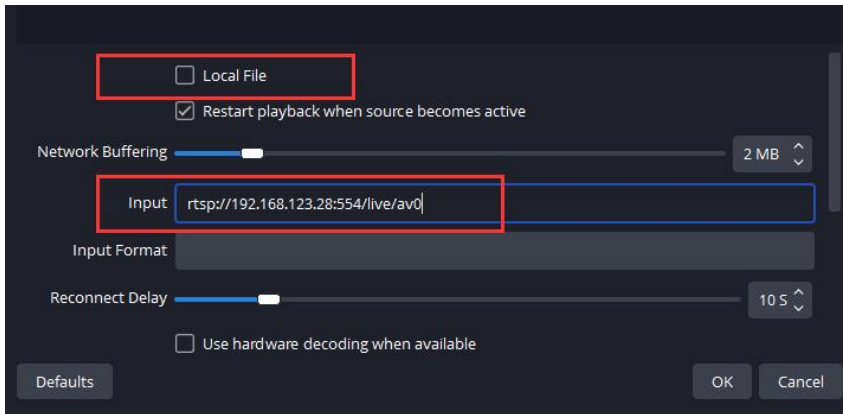 Local File
Restart playback when source becomes active
Network Buffering 2 MB
Input rtsp://192.168.123.28:554/live/av0
Input Format
Reconnect Delay 10 S
Use hardware decoding when available
Defaults OK Cancel